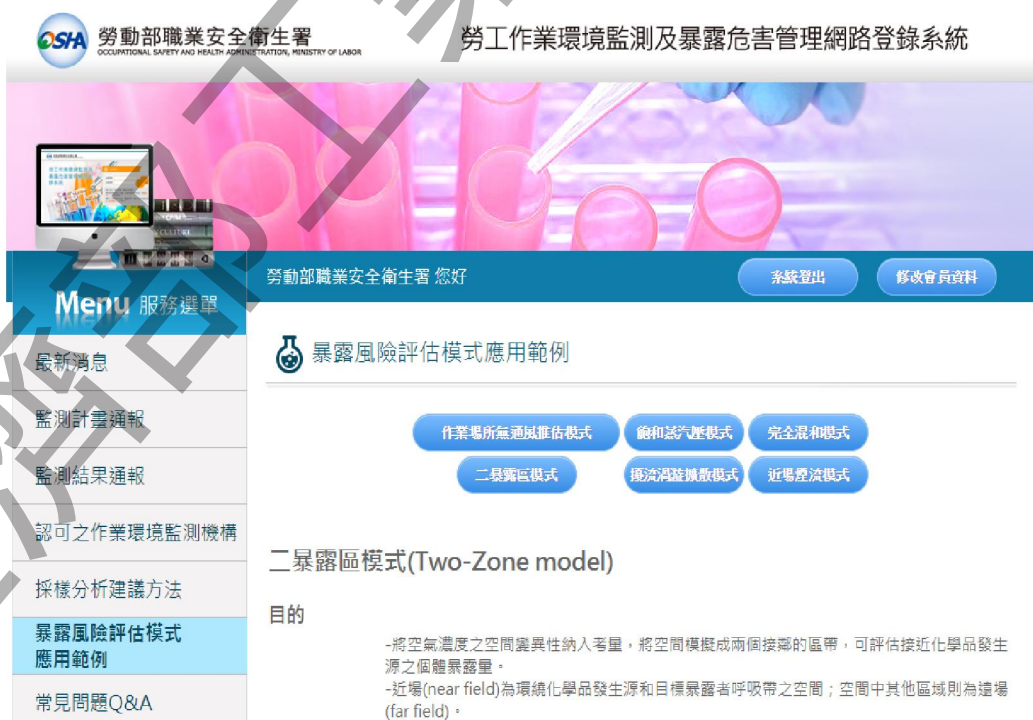 OSHA 勞動部職業安全衛生署
OCCUPATIONAL SAFETY AND HEALTH ADMINISTRATION, MINISTRY OF LABOR
勞工作業環境監測及暴露危害管理網路登錄系統
勞動部職業安全衛生署 您好
系統登出
修改會員資料
Menu 服務選單
最新消息
監測計畫通報
監測結果通報
認可之作業環境監測機構
採樣分析建議方法
暴露風險評估模式
應用範例
常見問題Q&A
暴露風險評估模式應用範例
作業場所無通風推估模式
飽和蒸汽壓模式
完全混和模式
二暴露區模式
擾流渦漩擴散模式
近場煙流模式
二暴露區模式(Two-Zone model)
目的
-將空氣濃度之空間變異性納入考量，將空間模擬成兩個接鄰的區帶，可評估接近化學品發生
源之個體暴露量。
-近場(near field)為環繞化學品發生源和目標暴露者呼吸帶之空間；空間中其他區域則為遠場
(far field)。